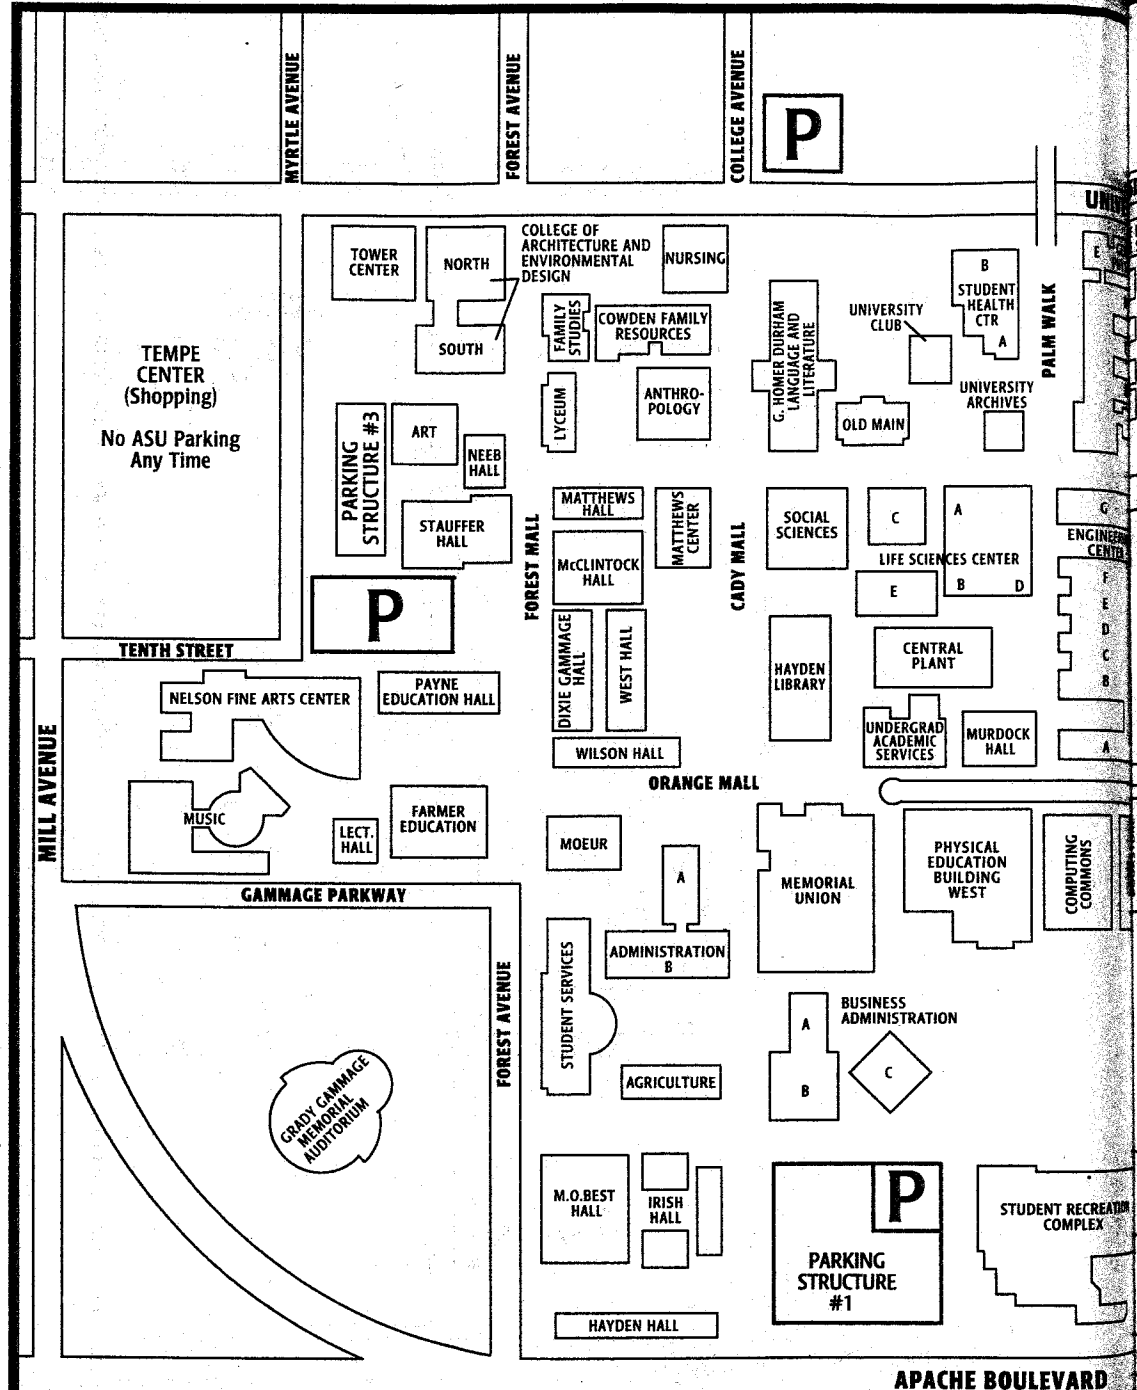 MYRTLE AVENUE
FOREST AVENUE
COLLEGE AVENUE
P
TOWER
CENTER
NORTH
SOUTH
COLLEGE OF
ARCHITECTURE AND
ENVIRONMENTAL
DESIGN
NURSING
FAMILY
STUDIES
COWDEN FAMILY
RESOURCES
LYCEUM
ANTHRO-
POLOGY
G. HOMER DURHAM
LANGUAGE AND
LITERATURE
UNIVERSITY
CLUB
OLD MAIN
B
STUDENT
HEALTH
CTR
A
UNIVERSITY
ARCHIVES
PALM WALK
E
TEMPE
CENTER
(Shopping)
No ASU Parking
Any Time
PARKING
STRUCTURE #3
ART
NEEB
HALL
STAUFFER
HALL
P
FOREST MALL
MATTHEWS
HALL
MATTHEWS
CENTER
McCLINTOCK
HALL
DIXIE GAMMAGE
HALL
WEST HALL
WILSON HALL
CADY MALL
SOCIAL
SCIENCES
C
A
LIFE SCIENCES CENTER
E
B
D
HAYDEN
LIBRARY
CENTRAL
PLANT
UNDERGRAD
ACADEMIC
SERVICES
MURDOCK
HALL
G
CENTER
F
E
D
C
B
A
TENTH STREET
NELSON FINE ARTS CENTER
PAYNE
EDUCATION HALL
MILL AVENUE
MUSIC
LECT.
HALL
FARMER
EDUCATION
GAMMAGE PARKWAY
ORANGE MALL
MOEUR
A
ADMINISTRATION
B
MEMORIAL
UNION
PHYSICAL
EDUCATION
BUILDING
WEST
COMPUTING
COMMONS
FOREST AVENUE
STUDENT SERVICES
AGRICULTURE
BUSINESS
ADMINISTRATION
A
B
C
GRADY GAMMAGE
MEMORIAL
AUDITORIUM
M.O.BEST
HALL
IRISH
HALL
HAYDEN HALL
P
PARKING
STRUCTURE
#1
STUDENT RECREATION
COMPLEX
APACHE BOULEVARD